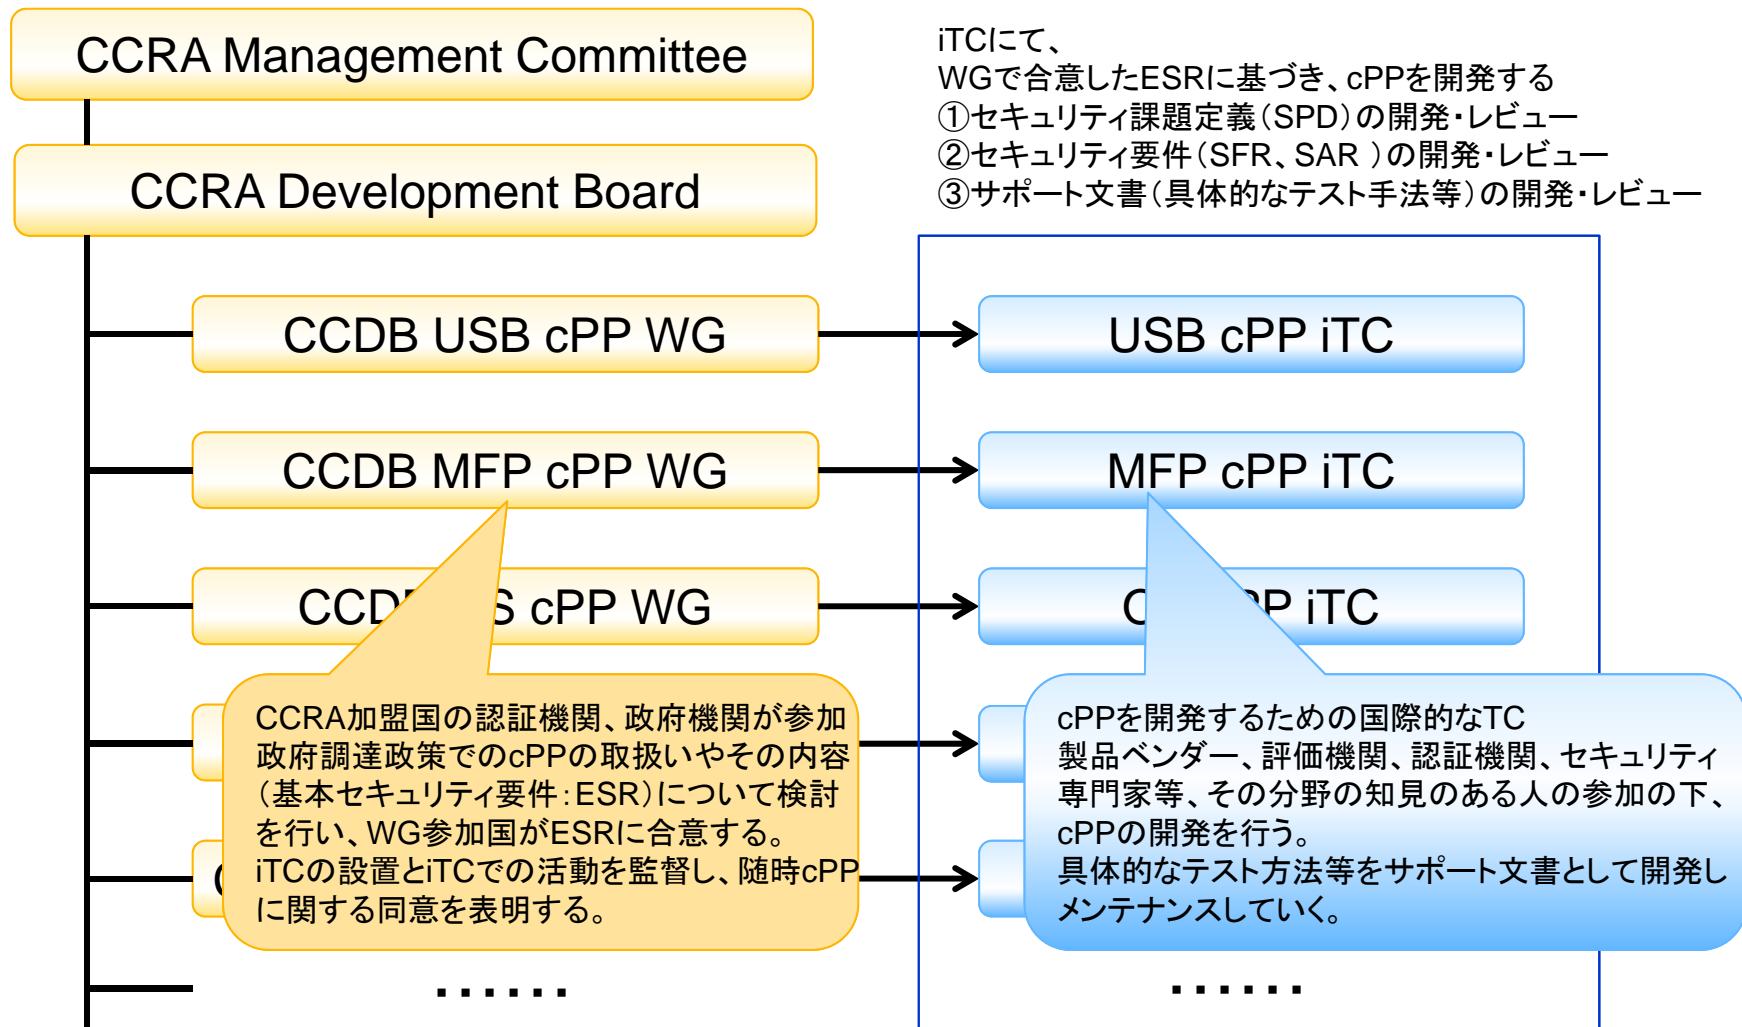 CCRA Management Committee
CCRA Development Board
iTCにて、
WGで合意したESRに基づき、cPPを開発する
①セキュリティ課題定義(SPD)の開発・レビュー
②セキュリティ要件(SFR、SAR )の開発・レビュー
③サポート文書(具体的なテスト手法等)の開発・レビュー
CCDB USB cPP WG
USB cPP iTC
CCDB MFP cPP WG
MFP cPP iTC
cPP WG
iTC
CCRA加盟国の認証機関、政府機関が参加
政府調達政策でのcPPの取扱いやその内容
(基本セキュリティ要件:ESR)について検討
を行い、WG参加国がESRに合意する。
iTCの設置とiTCでの活動を監督し、随時cPP
に関する同意を表明する。
cPPを開発するための国際的なTC
製品ベンダー、評価機関、認証機関、セキュリティ
専門家等、その分野の知見のある人の参加の下、
cPPの開発を行う。
具体的なテスト方法等をサポート文書として開発し
メンテナンスしていく。
・・・・・・
・・・・・・